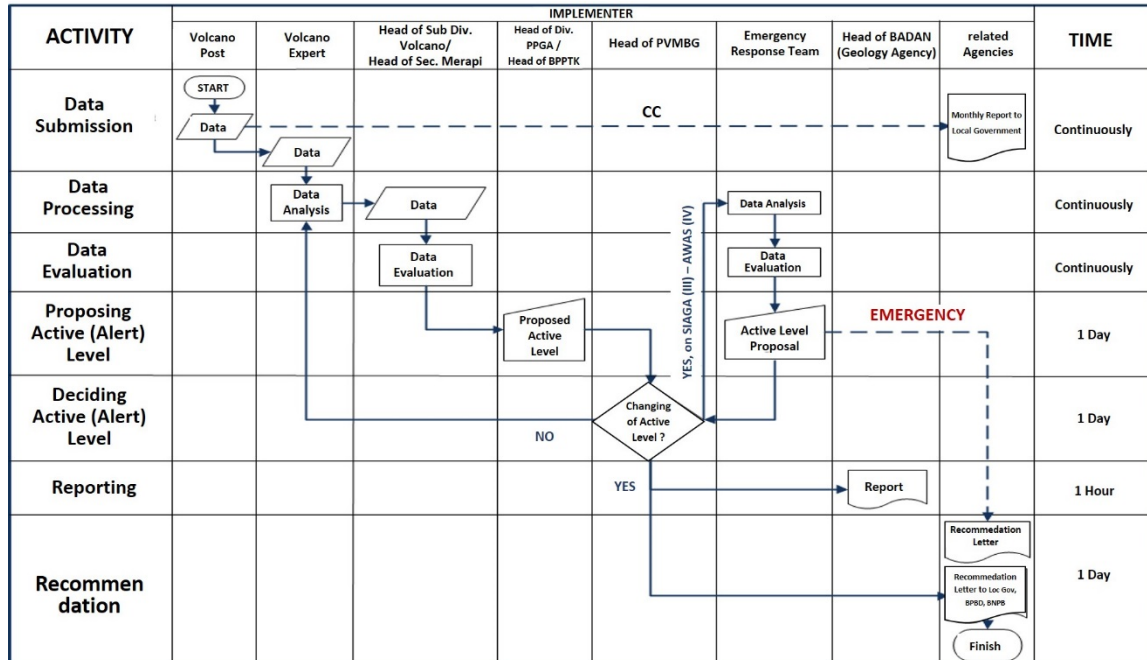 ACTIVITY
IMPLEMENTER
TIME
Volcano
Post
Volcano
Expert
Head of Sub Div.
Volcano/
Head of Sec. Merapi
Head of Div.
PPGA /
Head of BPPTK
Head of PVMBG
Emergency
Response Team
Head of BADAN
(Geology Agency)
related
Agencies
Data
Submission
START
Data
Data
CC
Monthly Report to
Local Government
Continuously
Data
Processing
Data
Analysis
Data
Data Analysis
Continuously
YES, on SIAGA (III) – AWAS (IV)
Data
Evaluation
Data
Evaluation
Data
Evaluation
Continuously
Proposing
Active (Alert)
Level
Proposed
Active
Level
Active Level
Proposal
EMERGENCY
1 Day
Deciding
Active (Alert)
Level
NO
Changing
of Active
Level ?
1 Day
Reporting
YES
Report
1 Hour
Recommen
dation
Recommedation
Letter
Recommedation
Letter to Loc Gov,
BPBD, BNPB
Finish
1 Day